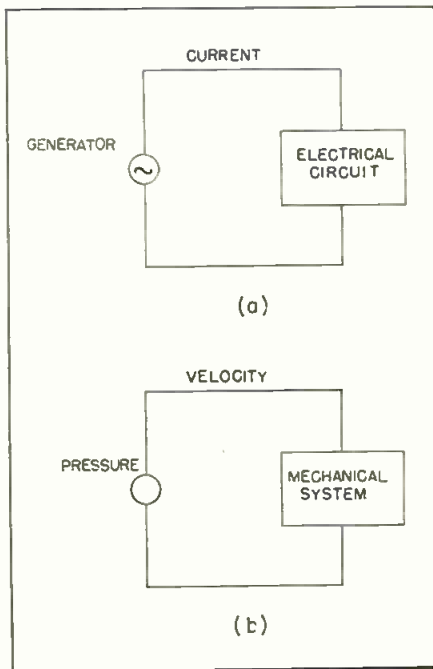 CURRENT
GENERATOR
~
ELECTRICAL
CIRCUIT
(a)
VELOCITY
PRESSURE
MECHANICAL
SYSTEM
(b)